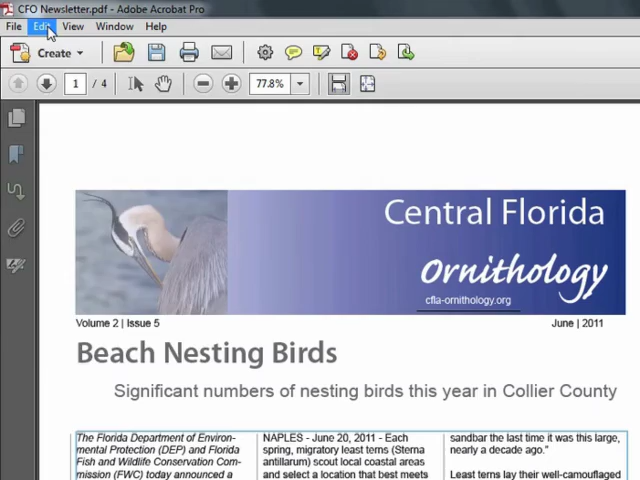 CFO Newsletter.pdf - Adobe Acrobat Pro
File Edit View Window Help
Create
1 / 4 77.8%
Central Florida
Ornithology
cfla-ornithology.org
Volume 2 | Issue 5 June | 2011
Beach Nesting Birds
Significant numbers of nesting birds this year in Collier County
The Florida Department of Environ-
mental Protection (DEP) and Florida
Fish and Wildlife Conservation Com-
mission (FWC) today announced a
NAPLES - June 20, 2011 - Each
spring, migratory least terns (Sterna
antillarum) scout local coastal areas
and select a location that best meets
sandbar the last time it was this large,
nearly a decade ago."
Least terns lay their well-camouflaged